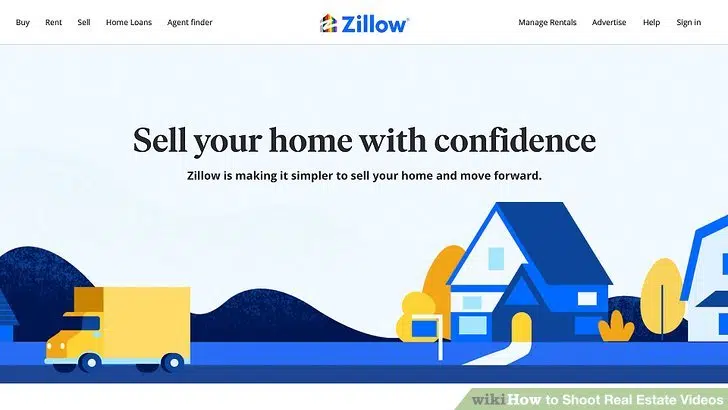 Buy Rent Sell Home Loans Agent finder Zillow Manage Rentals Advertise Help Sign in
Sell your home with confidence
Zillow is making it simpler to sell your home and move forward.
wikiHow to Shoot Real Estate Videos